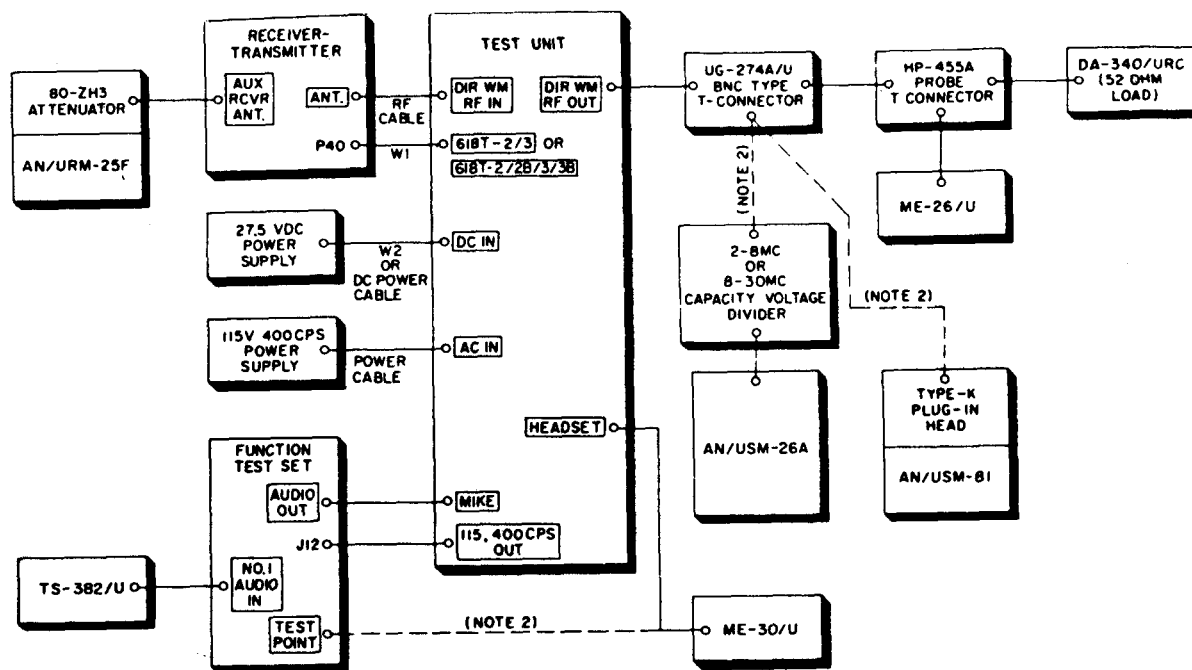 80-ZH3
ATTENUATOR
AN/URM-25F
RECEIVER-
TRANSMITTER
AUX
RCVR
ANT.
ANT.
P40
RF
CABLE
W1
TEST UNIT
DIR WM
RF IN
DIR WM
RF OUT
618T-2/3 OR
618T-2/2B/3/3B
UG-274A/U
BNC TYPE
T-CONNECTOR
HP-455A
PROBE
T CONNECTOR
DA-340/URC
(52 OHM
LOAD)
ME-26/U
27.5 VDC
POWER
SUPPLY
W2
OR
DC POWER
CABLE
DC IN
115V 400CPS
POWER
SUPPLY
POWER
CABLE
AC IN
(NOTE 2)
2-8MC
OR
8-30MC
CAPACITY VOLTAGE
DIVIDER
(NOTE 2)
AN/USM-26A
TYPE-K
PLUG-IN
HEAD
AN/USM-81
HEADSET
FUNCTION
TEST SET
AUDIO
OUT
MIKE
J12
115, 400CPS
OUT
TS-382/U
NO.1
AUDIO
IN
TEST
POINT
(NOTE 2)
ME-30/U